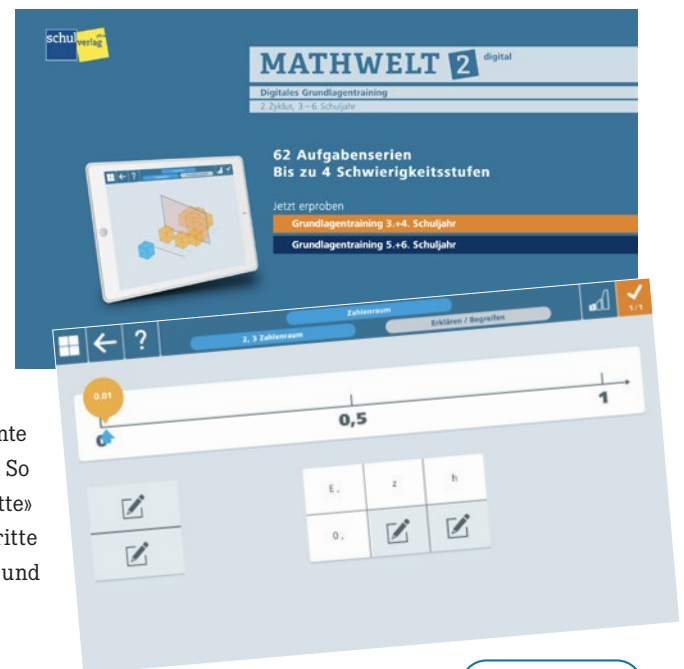 schulverlag plus
MATHWELT 2 digital
Digitales Grundlagentraining
2. Zyklus, 3.–6. Schuljahr
62 Aufgabenserien
Bis zu 4 Schwierigkeitsstufen
Jetzt erproben
Grundlagentraining 3.+4. Schuljahr
Grundlagentraining 5.+6. Schuljahr
Zahlenraum
2, 3 Zahlenraum
Erklären / Begreifen
?
1/1
0.01
0
0,5
1
E,
z
h
0,
nte
So
tte»
ritte
und